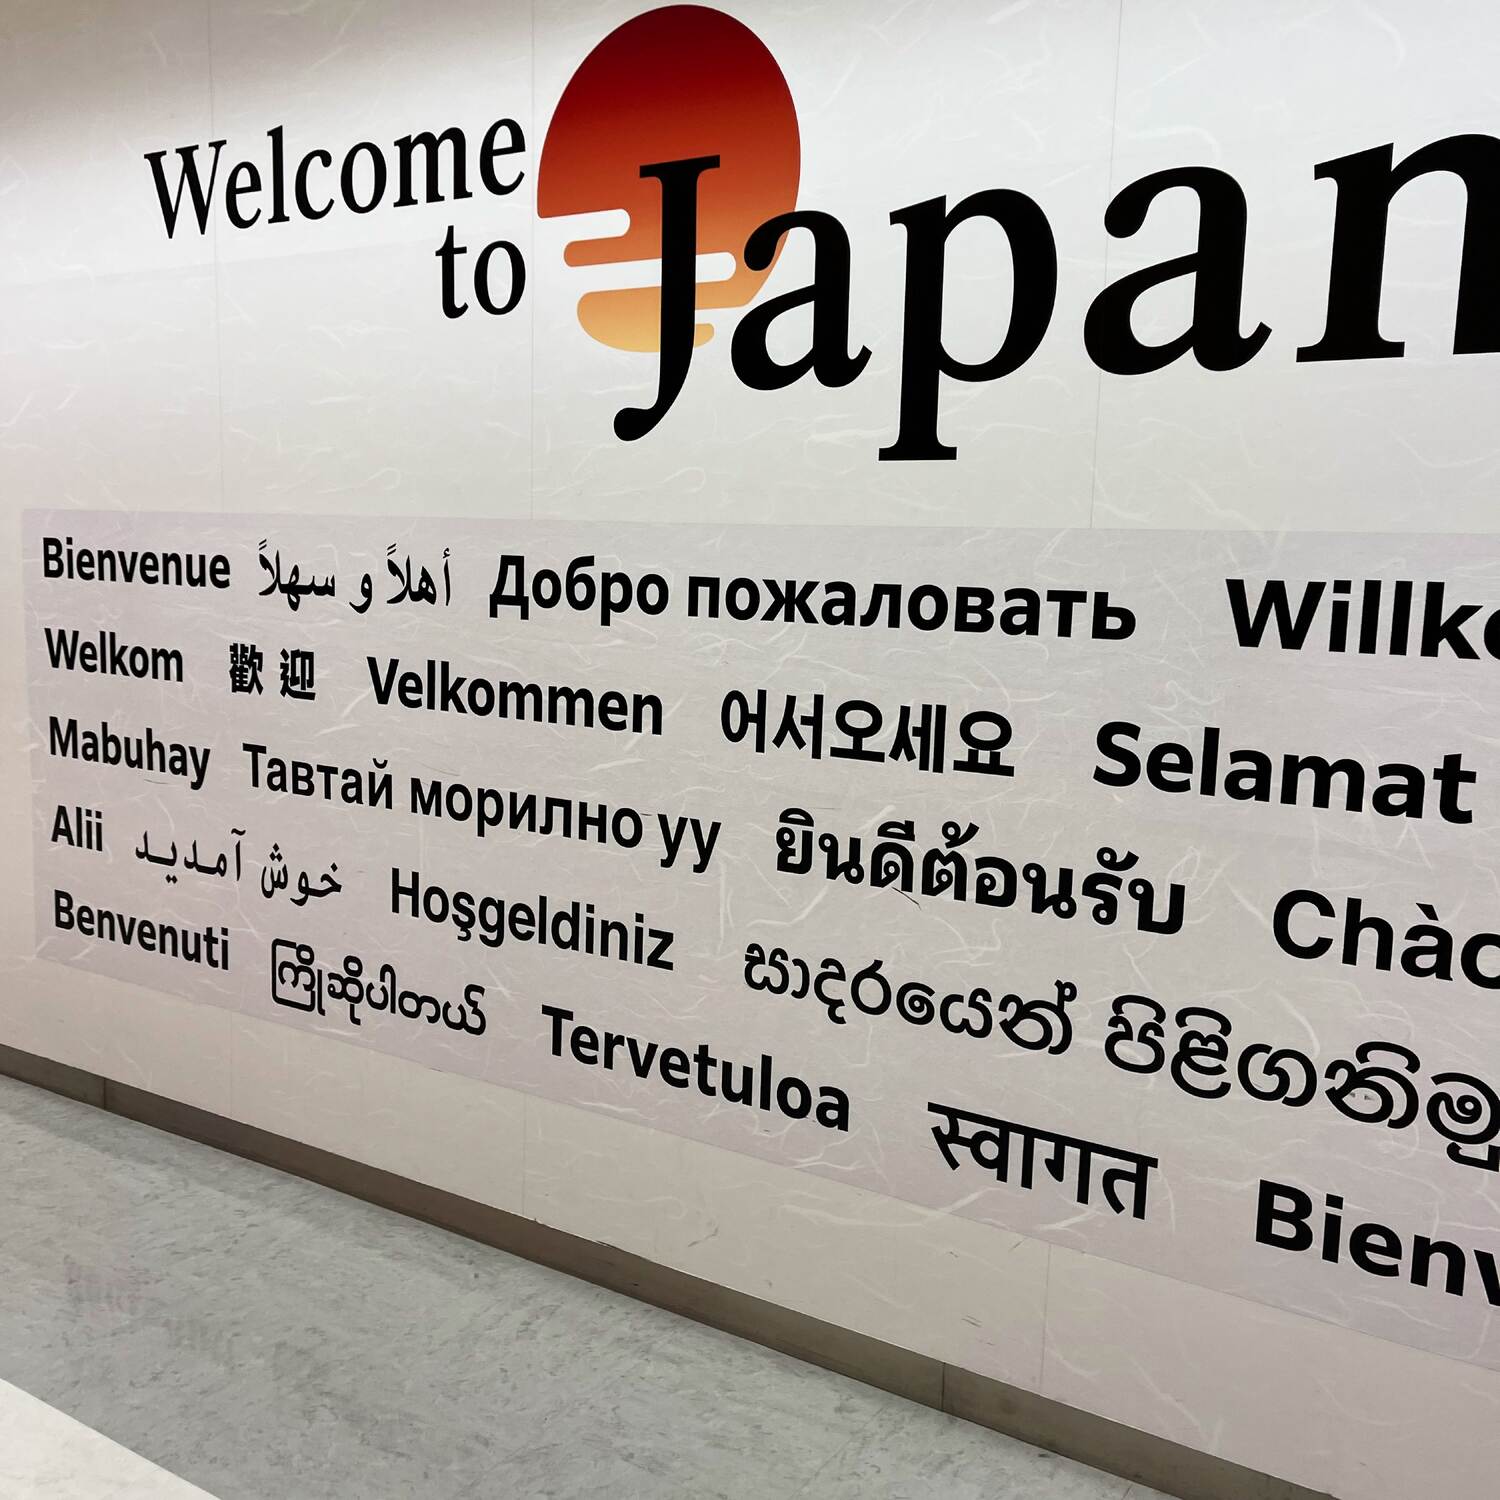 Welcome
to Japan
Bienvenue أهلاً و سهلاً Добро пожаловать
Welkom 歡迎 Velkommen 어서오세요 Selamat
Mabuhay Тавтай морилно уу ยินดีต้อนรับ Chào
Alii خوش آمدید Hoşgeldiniz සාදරයෙන්
Benvenuti ကြိုဆိုပါတယ် Tervetuloa स्वागत